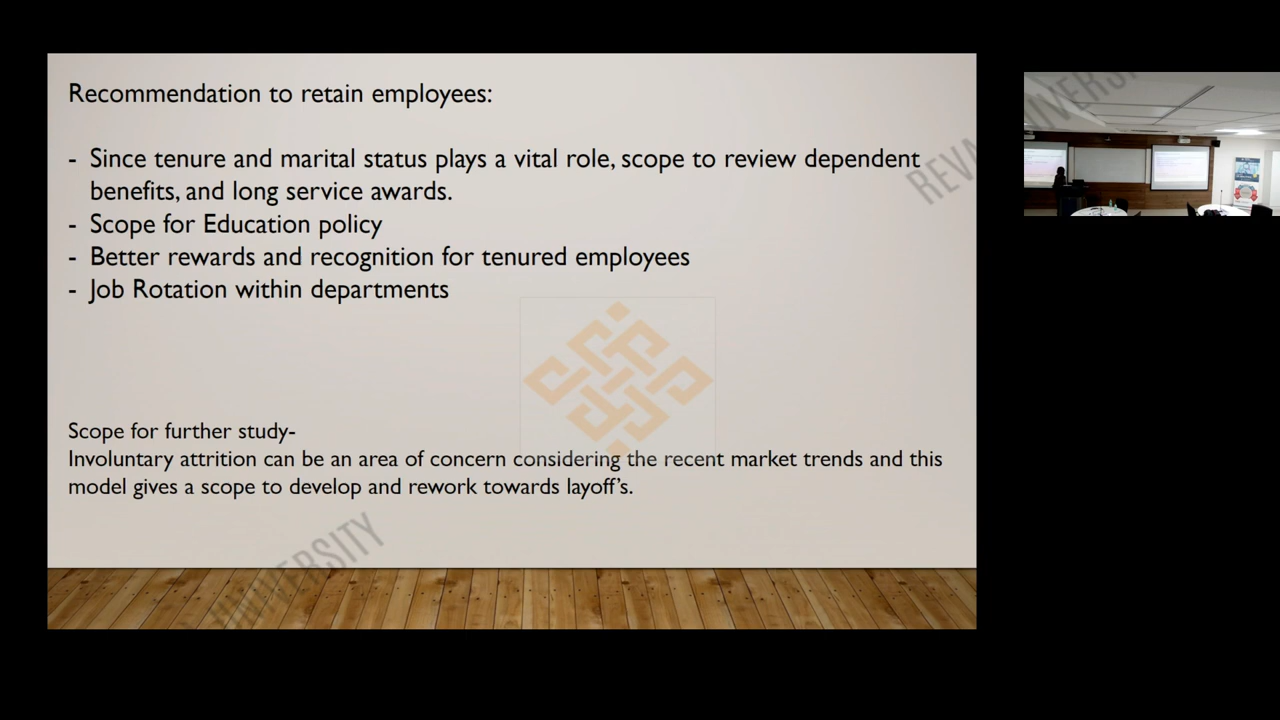 Recommendation to retain employees:
- Since tenure and marital status plays a vital role, scope to review dependent
benefits, and long service awards.
- Scope for Education policy
- Better rewards and recognition for tenured employees
- Job Rotation within departments
Scope for further study-
Involuntary attrition can be an area of concern considering the recent market trends and this
model gives a scope to develop and rework towards layoff's.
REVA
UNIVERSITY